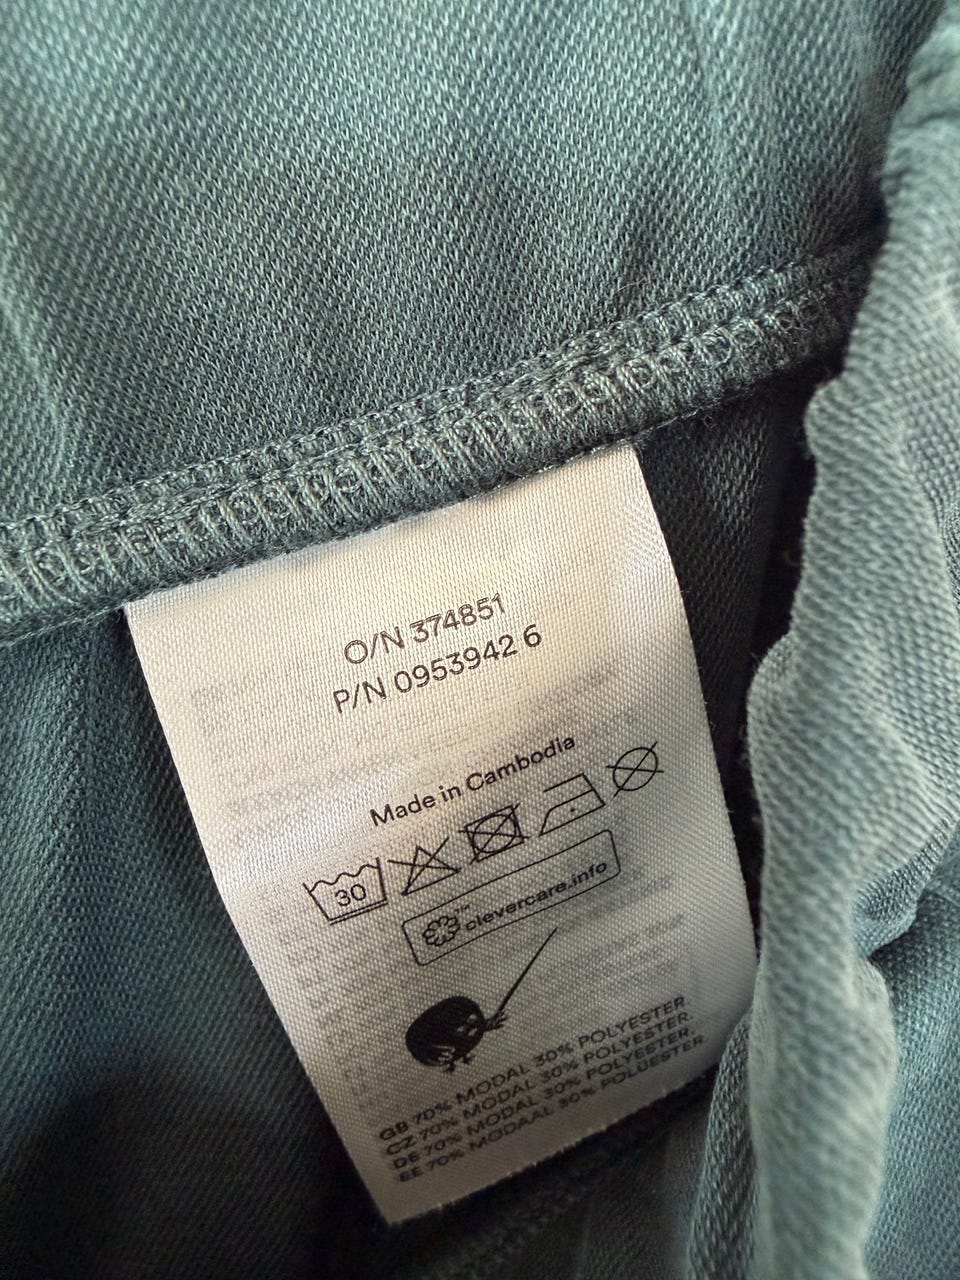 O/N 374851
P/N 0953942 6
Made in Cambodia
30
clevercare.info
GB 70% MODAL 30% POLYESTER.
CZ 70% MODAL 30% POLYESTER.
DE 70% MODAL 30% POLYESTER.
EE 70% MODAAL 30% POLÜESTER